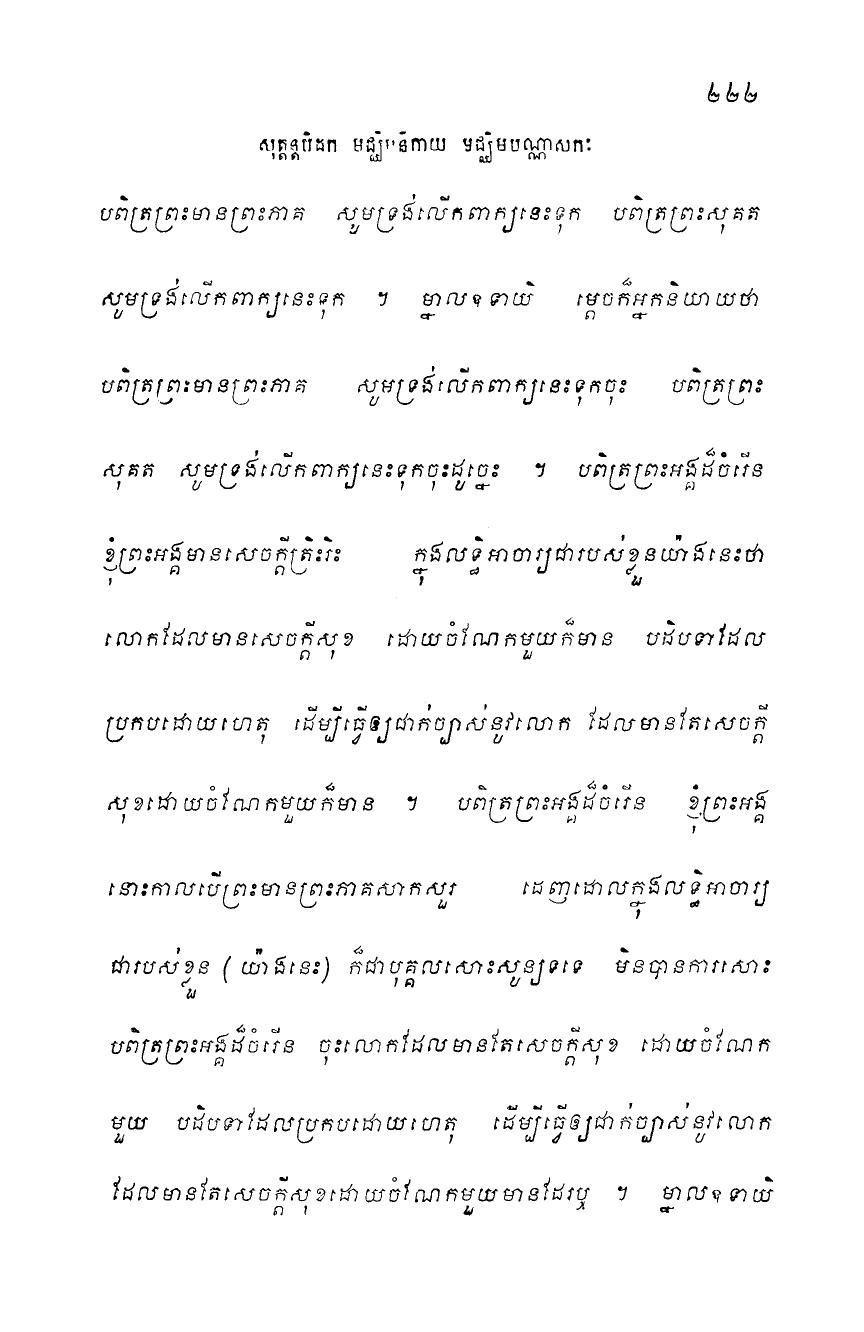 ២២២
សុត្តន្តបិដក មជ្ឈិមនិកាយ មជ្ឈិមបណ្ណាសកៈ
បពិត្រព្រះមានព្រះភាគ សូមទ្រង់លើកពាក្យនេះទុក បពិត្រព្រះសុគត
សូមទ្រង់លើកពាក្យនេះទុក ។ ម្នាលឧទាយិ ម្តេចក៏អ្នកនិយាយថា
បពិត្រព្រះមានព្រះភាគ សូមទ្រង់លើកពាក្យនេះទុកចុះ បពិត្រព្រះ
សុគត សូមទ្រង់លើកពាក្យនេះទុកចុះដូច្នេះ ។ បពិត្រព្រះអង្គដ៏ចំរើន
ខ្ញុំព្រះអង្គមានសេចក្តីត្រិះរិះ ក្នុងលទ្ធិអាចារ្យជារបស់ខ្លួនយ៉ាងនេះថា
លោកដែលមានសេចក្តីសុខ ដោយចំណែកមួយក៏មាន បដិបទាដែល
ប្រកបដោយហេតុ ដើម្បីធ្វើឲ្យជាក់ច្បាស់នូវលោក ដែលមានតែសេចក្តី
សុខដោយចំណែកមួយក៏មាន ។ បពិត្រព្រះអង្គដ៏ចំរើន ខ្ញុំព្រះអង្គ
នោះកាលបើព្រះមានព្រះភាគសាកសួរ ដេញដោលក្នុងលទ្ធិអាចារ្យ
ជារបស់ខ្លួន ( យ៉ាងនេះ) ក៏ជាបុគ្គលសោះសូន្យទទេ មិនបានការសោះ
បពិត្រព្រះអង្គដ៏ចំរើន ចុះលោកដែលមានតែសេចក្តីសុខ ដោយចំណែក
មួយ បដិបទាដែលប្រកបដោយហេតុ ដើម្បីធ្វើឲ្យជាក់ច្បាស់នូវលោក
ដែលមានតែសេចក្តីសុខដោយចំណែកមួយមានដែរឬ ។ ម្នាលឧទាយិ